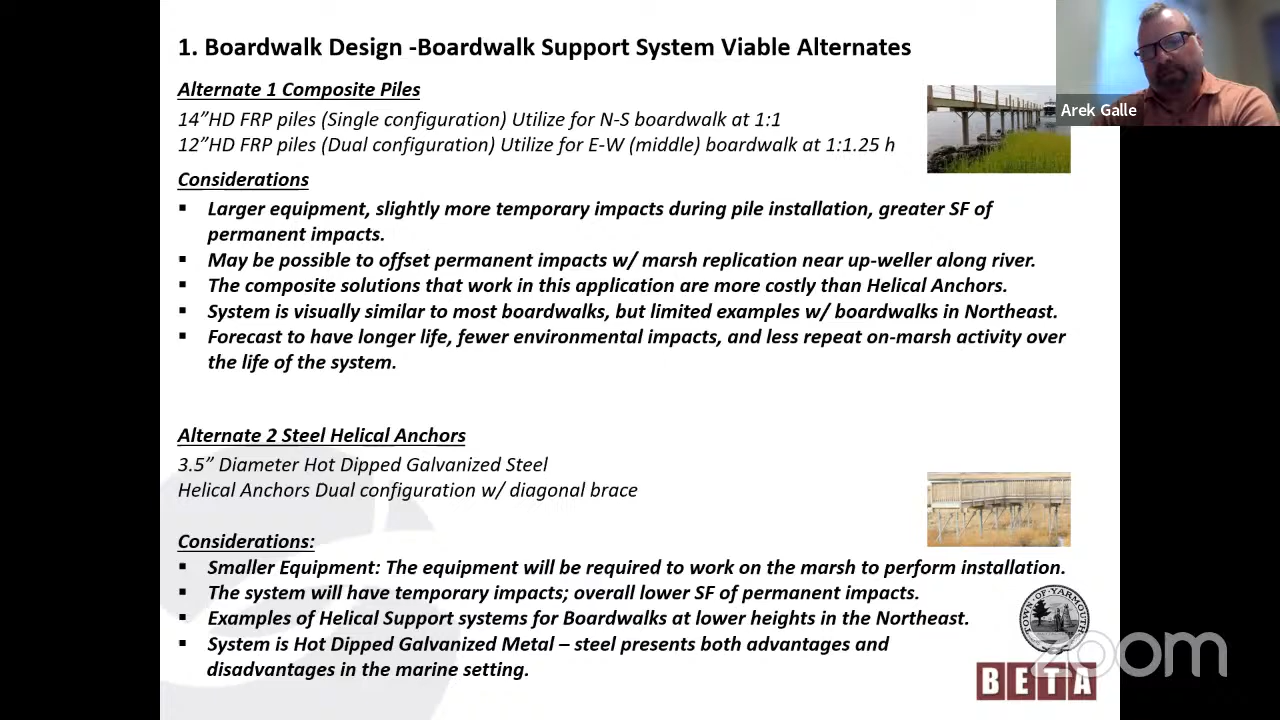 1. Boardwalk Design -Boardwalk Support System Viable Alternates
Arek Galle
Alternate 1 Composite Piles
14”HD FRP piles (Single configuration) Utilize for N-S boardwalk at 1:1
12”HD FRP piles (Dual configuration) Utilize for E-W (middle) boardwalk at 1:1.25 h
Considerations
▪ Larger equipment, slightly more temporary impacts during pile installation, greater SF of
permanent impacts.
▪ May be possible to offset permanent impacts w/ marsh replication near up-weller along river.
▪ The composite solutions that work in this application are more costly than Helical Anchors.
▪ System is visually similar to most boardwalks, but limited examples w/ boardwalks in Northeast.
▪ Forecast to have longer life, fewer environmental impacts, and less repeat on-marsh activity over
the life of the system.
Alternate 2 Steel Helical Anchors
3.5” Diameter Hot Dipped Galvanized Steel
Helical Anchors Dual configuration w/ diagonal brace
Considerations:
▪ Smaller Equipment: The equipment will be required to work on the marsh to perform installation.
▪ The system will have temporary impacts; overall lower SF of permanent impacts.
▪ Examples of Helical Support systems for Boardwalks at lower heights in the Northeast.
▪ System is Hot Dipped Galvanized Metal – steel presents both advantages and
disadvantages in the marine setting.
TOWN OF YARMOUTH
zoom
BETA